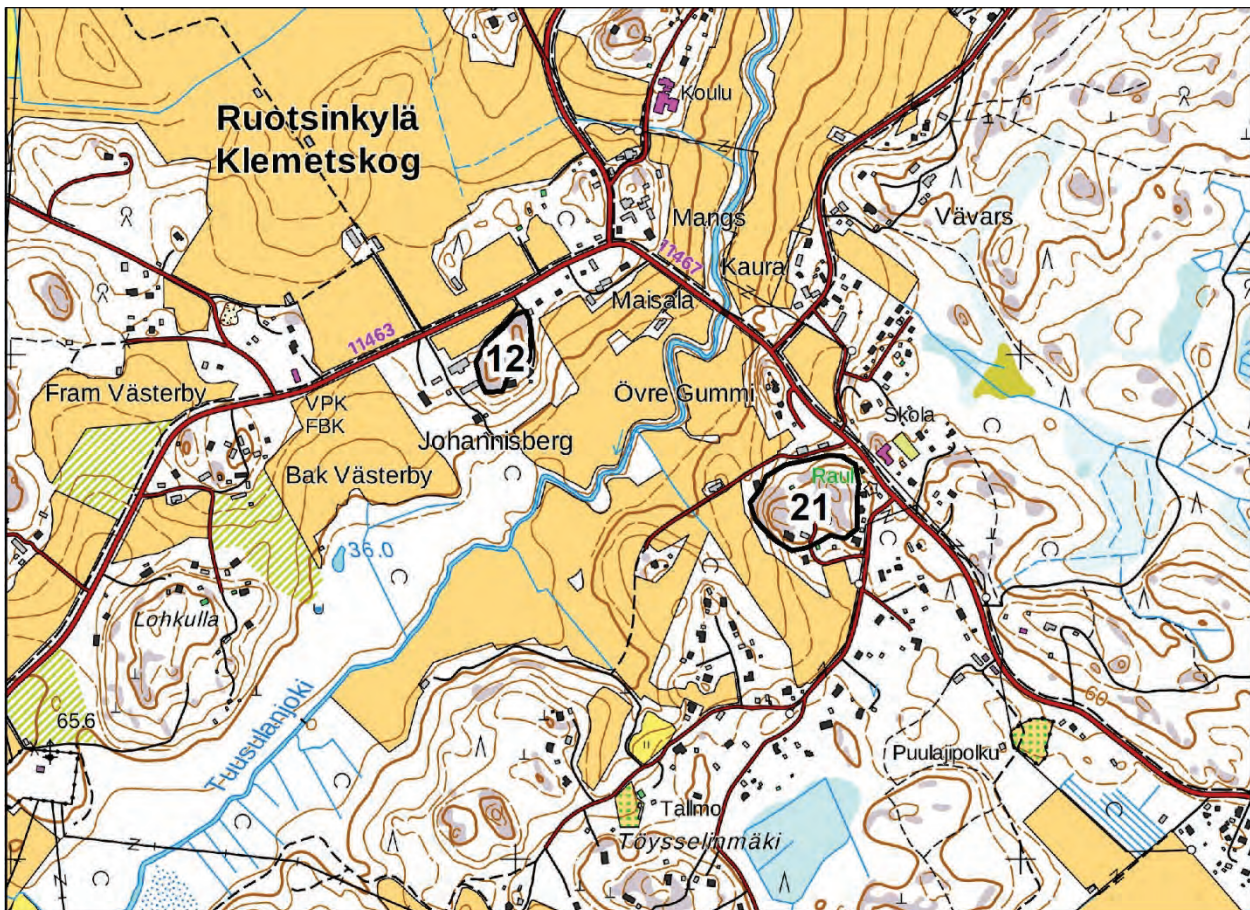 Koulu
Ruotsinkylä
Klemetskog
Mangs
Vävars
11467
Kaura
Maisala
11463
12
Fram Västerby
Övre Gummi
VPK
FBK
Skola
Johannisberg
Bak Västerby
Raul
21
36.0
Lohkulla
Tuusulanjoki
65.6
60
Puulajipolku
Tallmo
Töysselinmäki